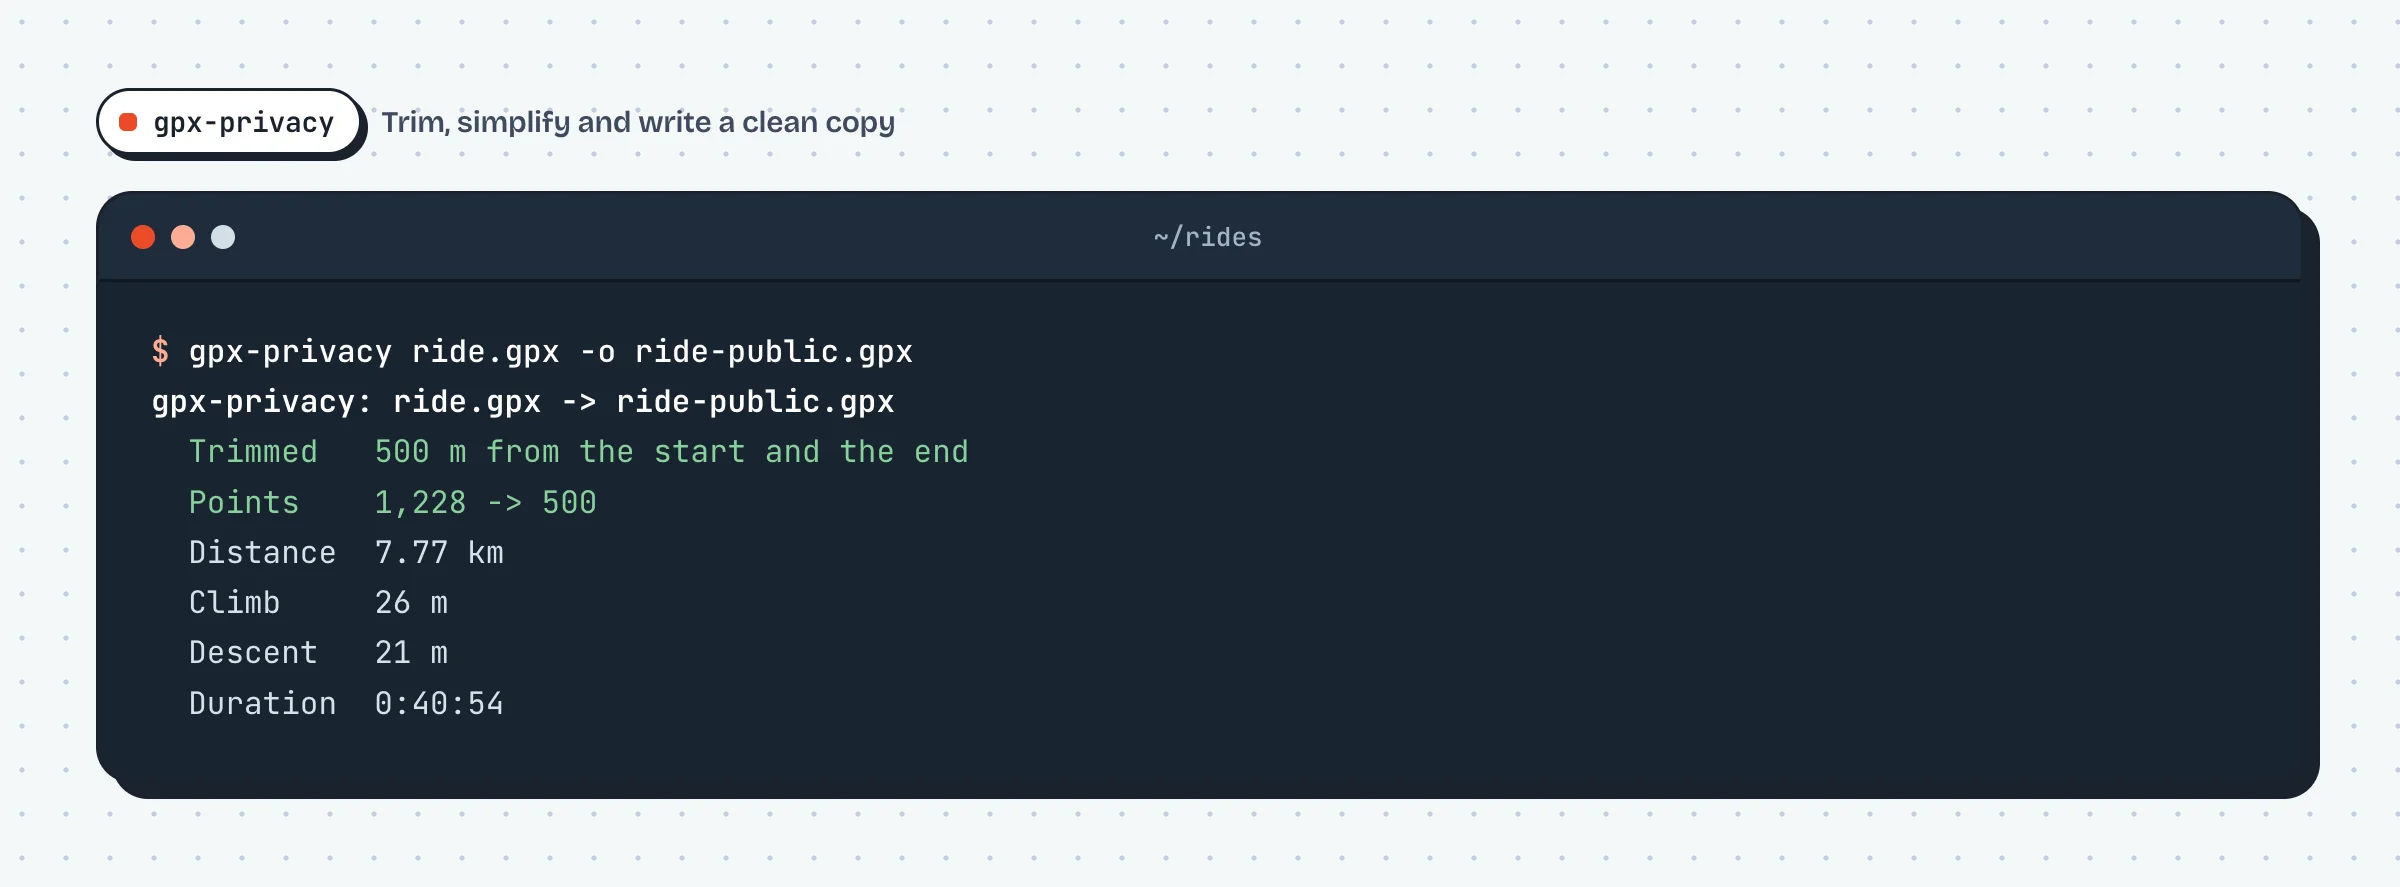 gpx-privacy Trim, simplify and write a clean copy
~/rides
$ gpx-privacy ride.gpx -o ride-public.gpx
gpx-privacy: ride.gpx -> ride-public.gpx
Trimmed 500 m from the start and the end
Points 1,228 -> 500
Distance 7.77 km
Climb 26 m
Descent 21 m
Duration 0:40:54